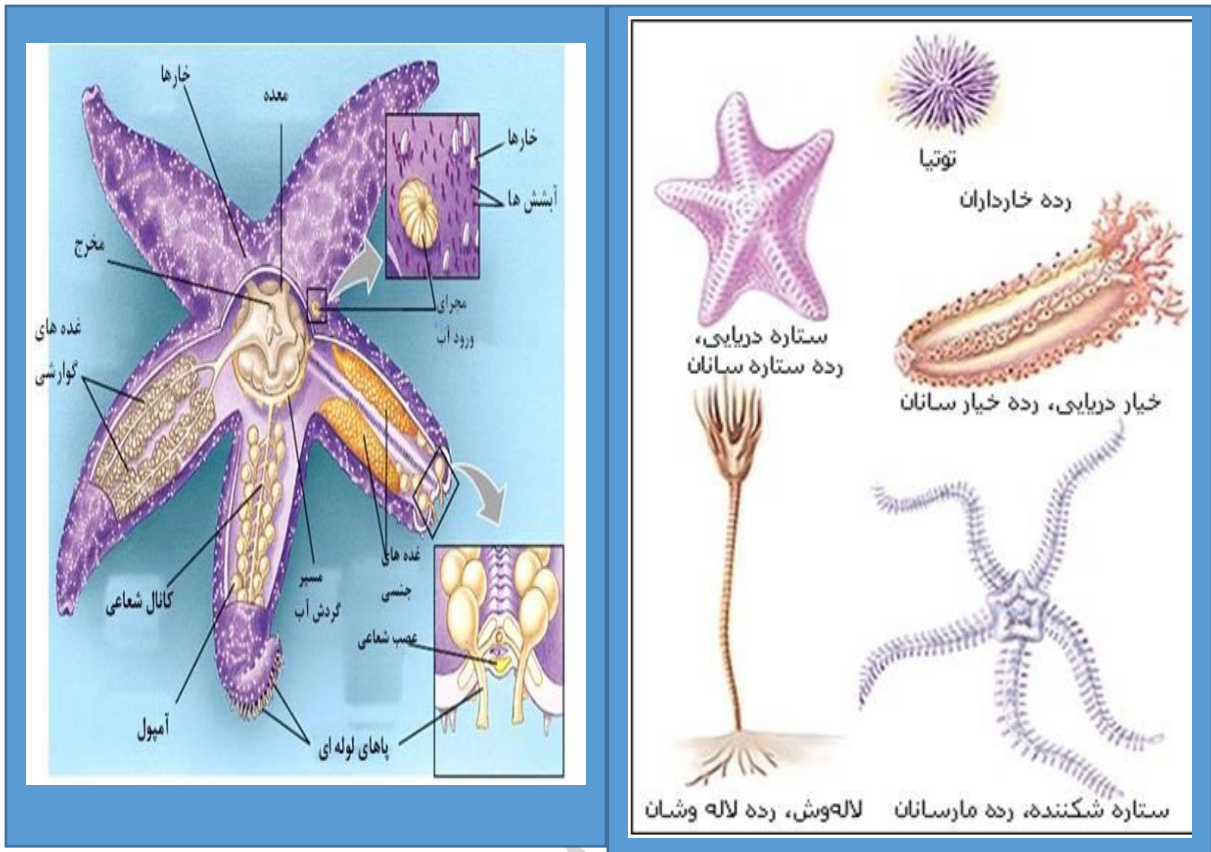 خارها
معده
خارها
آبشش ها
مخرج
مجرای
ورود آب
غده های
گوارشی
غده های
جنسی
مسیر
گردش آب
کانال شعاعی
عصب شعاعی
آمپول
پاهای لوله ای
توتیا
رده خارداران
ستاره دریایی،
رده ستاره سانان
خیار دریایی، رده خیار سانان
لاله‌وش، رده لاله وشان
ستاره شکننده، رده مارسانان